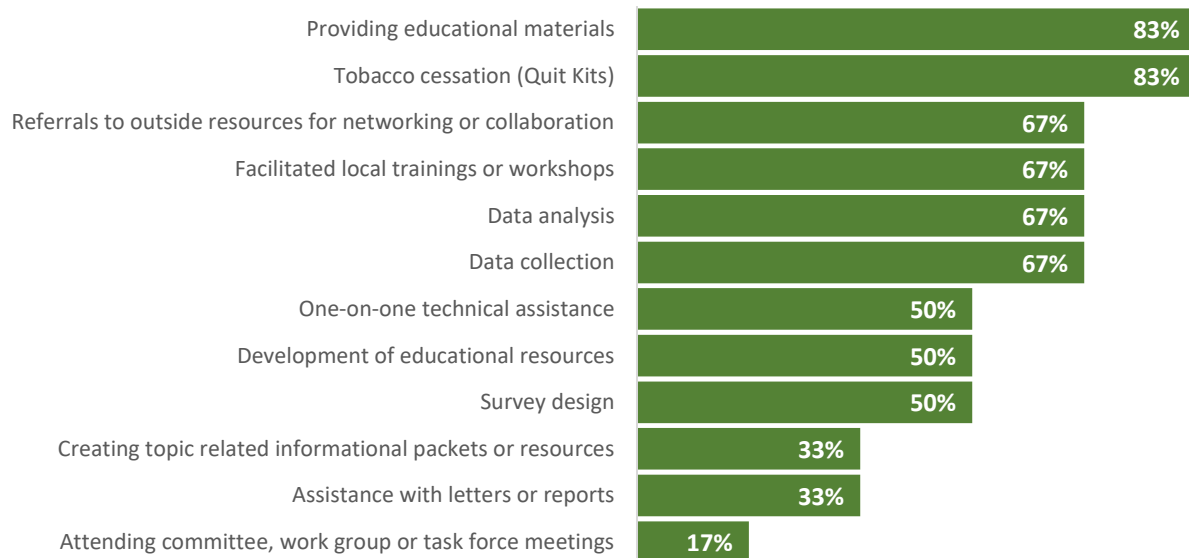 Providing educational materials 83%
Tobacco cessation (Quit Kits) 83%
Referrals to outside resources for networking or collaboration 67%
Facilitated local trainings or workshops 67%
Data analysis 67%
Data collection 67%
One-on-one technical assistance 50%
Development of educational resources 50%
Survey design 50%
Creating topic related informational packets or resources 33%
Assistance with letters or reports 33%
Attending committee, work group or task force meetings 17%